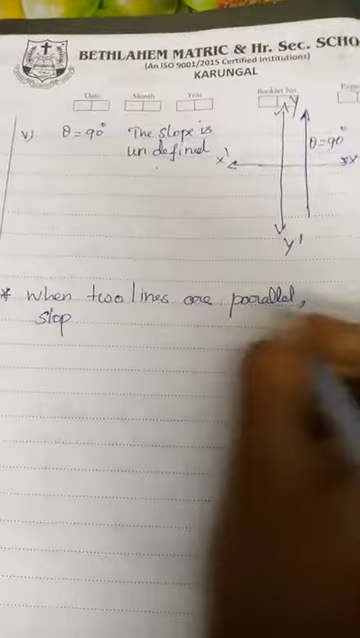 BETHLAHEM MATRIC & Hr. Sec. SCHO
(An ISO 9001/2015 Certified Institutions)
KARUNGAL
Date Month Year Booklet No. Page
v) θ = 90° The slope is
undefined
Y
θ = 90°
x'
x
y'
* When two lines are parallel,
slop